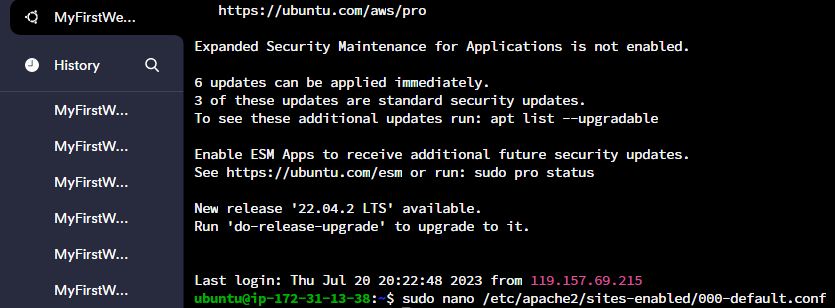 MyFirstWe...
History
MyFirstW...
MyFirstW...
MyFirstW...
MyFirstW...
MyFirstW...
MyFirstW...
https://ubuntu.com/aws/pro
Expanded Security Maintenance for Applications is not enabled.
6 updates can be applied immediately.
3 of these updates are standard security updates.
To see these additional updates run: apt list --upgradable
Enable ESM Apps to receive additional future security updates.
See https://ubuntu.com/esm or run: sudo pro status
New release '22.04.2 LTS' available.
Run 'do-release-upgrade' to upgrade to it.
Last login: Thu Jul 20 20:22:48 2023 from 119.157.69.215
ubuntu@ip-172-31-13-38:~$ sudo nano /etc/apache2/sites-enabled/000-default.conf